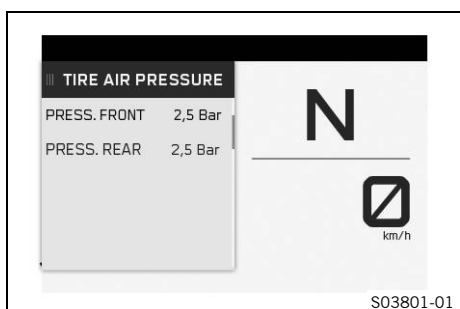 TIRE AIR PRESSURE
PRESS. FRONT 2,5 Bar
PRESS. REAR 2,5 Bar
N
0
km/h
S03801-01